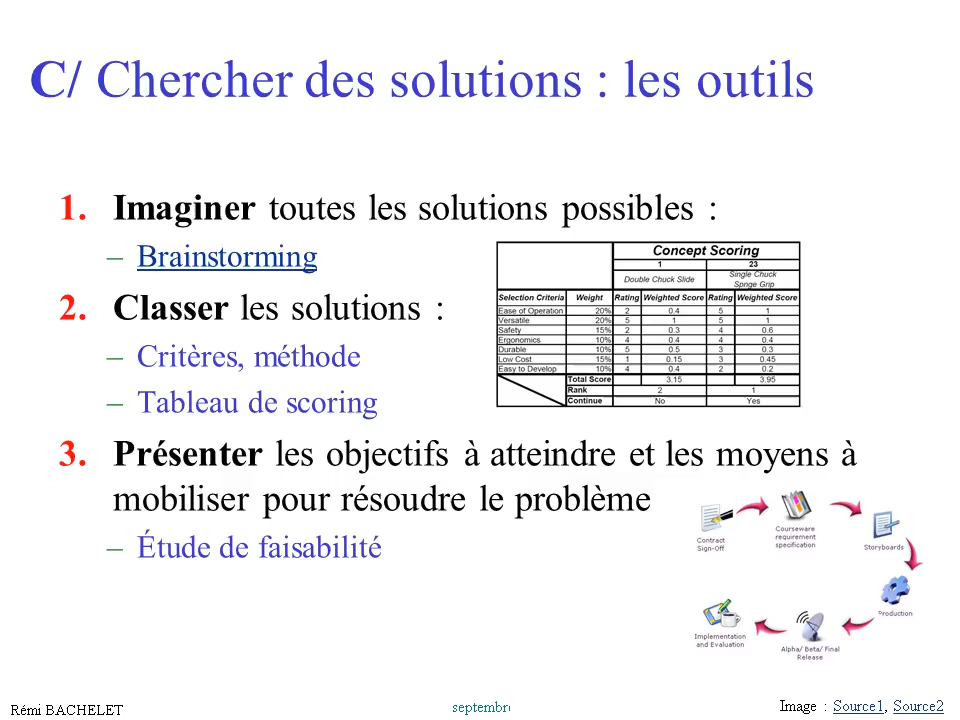 C/ Chercher des solutions : les outils
1. Imaginer toutes les solutions possibles :
– Brainstorming
2. Classer les solutions :
– Critères, méthode
– Tableau de scoring
Concept Scoring
1 23
Double Chuck Slide Single Chuck
Spnge Grip
Selection Criteria Weight Rating Weighted Score Rating Weighted Score
Ease of Operation 20% 2 0.4 5 1
Versatile 20% 5 1 5 1
Safety 15% 2 0.3 4 0.6
Ergonomics 10% 4 0.4 4 0.4
Durable 10% 5 0.5 3 0.3
Low Cost 15% 1 0.15 3 0.45
Easy to Develop 10% 4 0.4 2 0.2
Total Score 3.15 3.95
Rank 2 1
Continue No Yes
3. Présenter les objectifs à atteindre et les moyens à
mobiliser pour résoudre le problème
– Étude de faisabilité
Contract
Sign-Off
Courseware
requirement
specification
Storyboards
Production
Alpha/ Beta/ Final
Release
Implementation
and Evaluation
Rémi BACHELET
septembr
Image : Source1, Source2